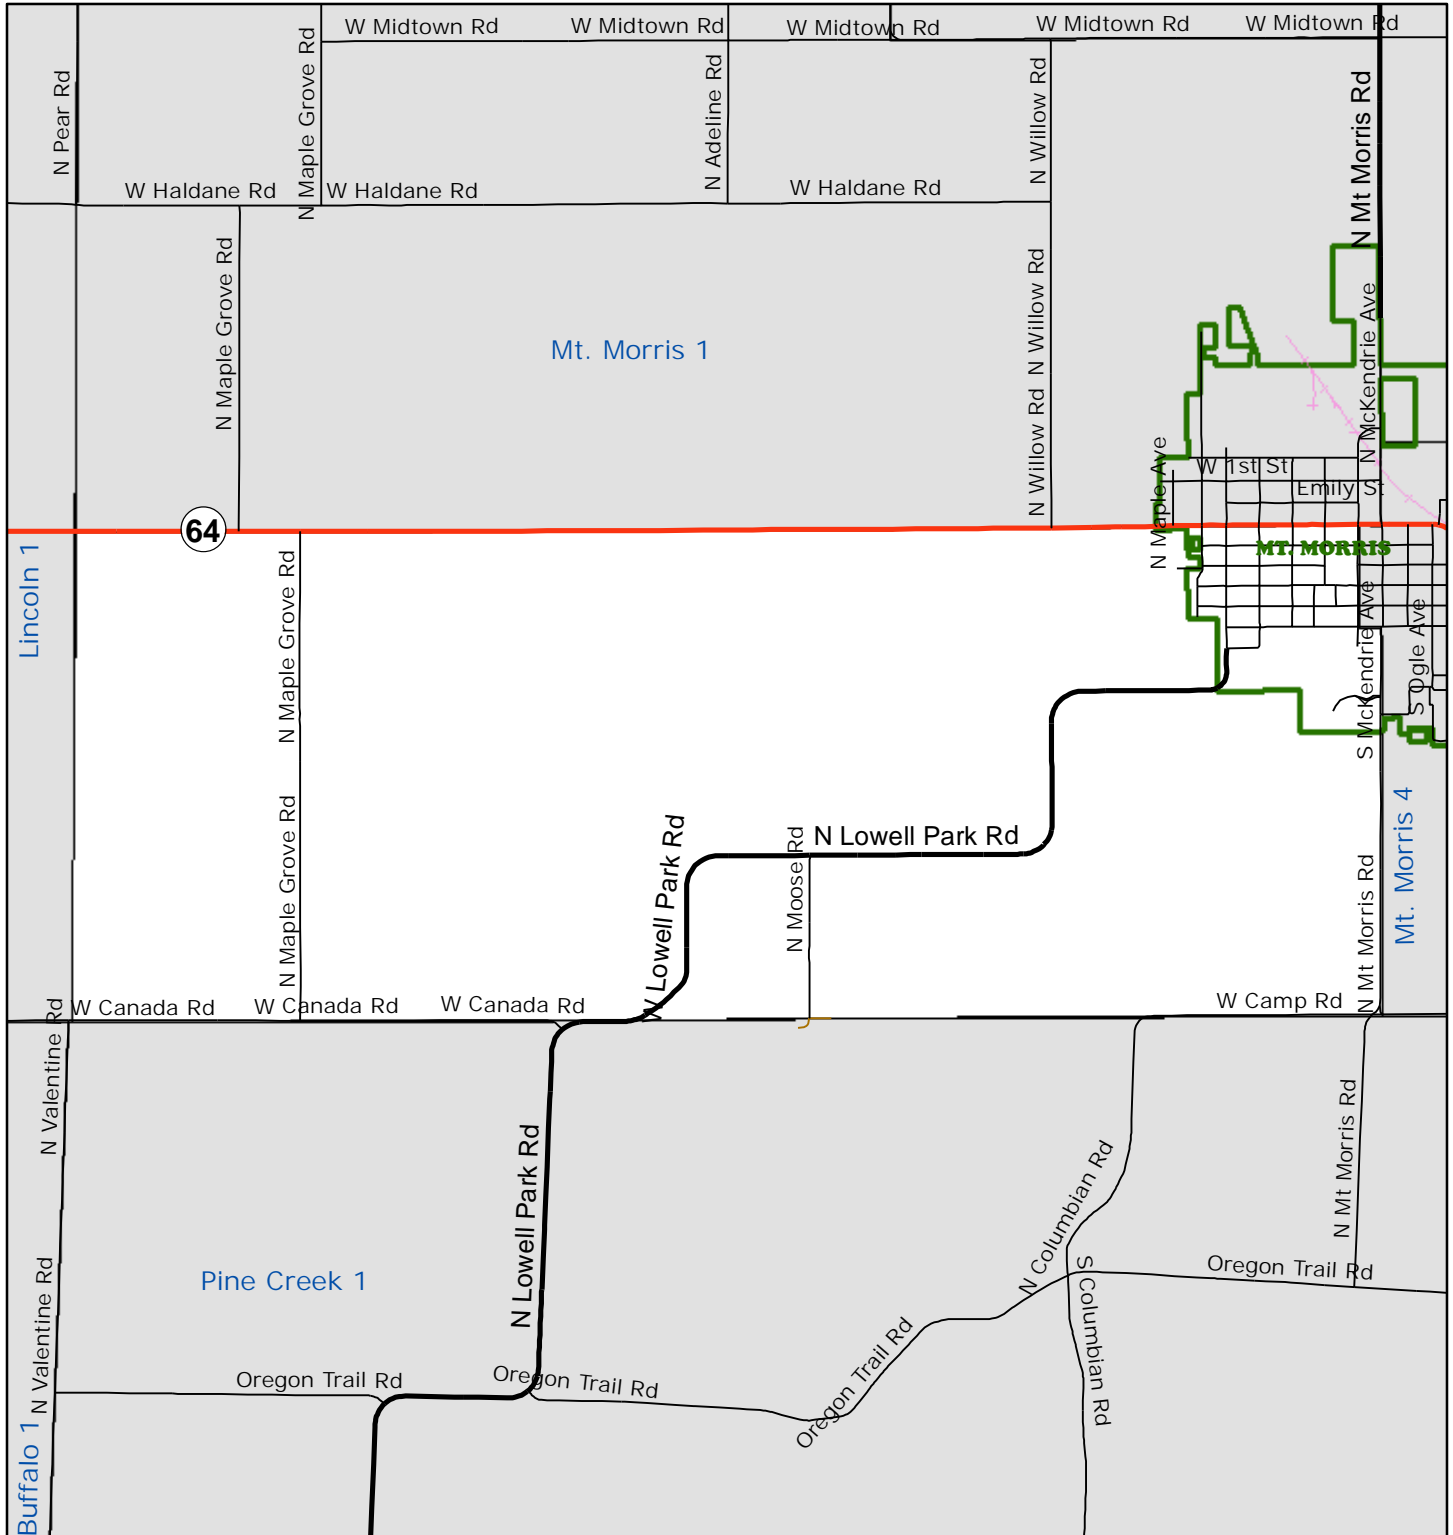 W Midtown Rd
W Midtown Rd
W Midtown Rd
W Midtown Rd
W Midtown Rd
N Pear Rd
N Maple Grove Rd
N Adeline Rd
N Willow Rd
N Mt Morris Rd
W Haldane Rd
W Haldane Rd
W Haldane Rd
N Maple Grove Rd
Mt. Morris 1
N Willow Rd
N Willow Rd
N McKendrie Ave
N Maple Ave
W 1st St
Emily St
64
MT. MORRIS
Lincoln 1
N Maple Grove Rd
S McKendrie Ave
S Ogle Ave
N Maple Grove Rd
N Lowell Park Rd
N Lowell Park Rd
N Moose Rd
Mt. Morris 4
N Mt Morris Rd
W Canada Rd
W Canada Rd
W Canada Rd
W Camp Rd
N Valentine Rd
N Lowell Park Rd
N Columbian Rd
N Mt Morris Rd
Pine Creek 1
Oregon Trail Rd
N Valentine Rd
S Columbian Rd
Oregon Trail Rd
Oregon Trail Rd
Oregon Trail Rd
Buffalo 1